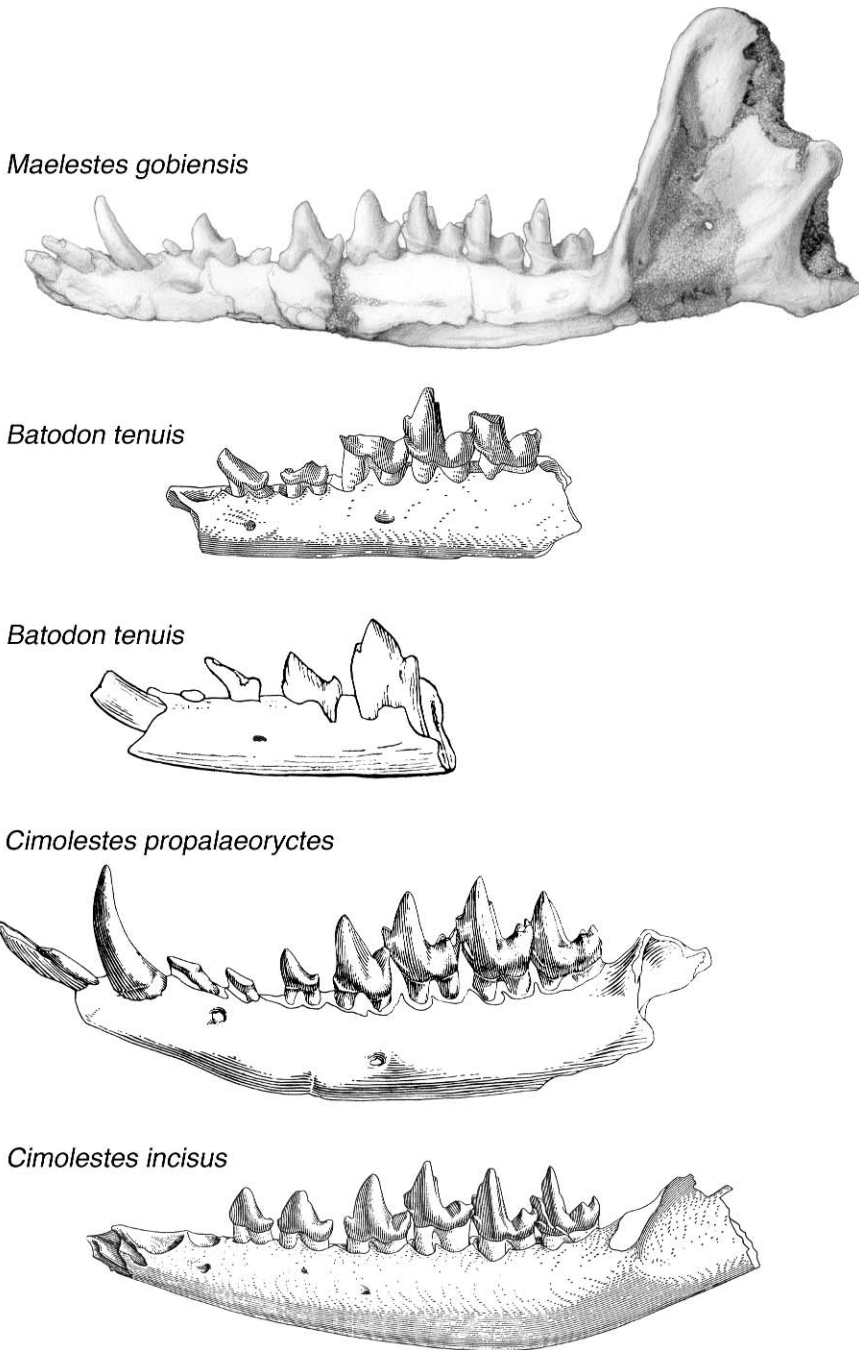 Maelestes gobiensis
Batodon tenuis
Batodon tenuis
Cimolestes propalaeoryctes
Cimolestes incisus